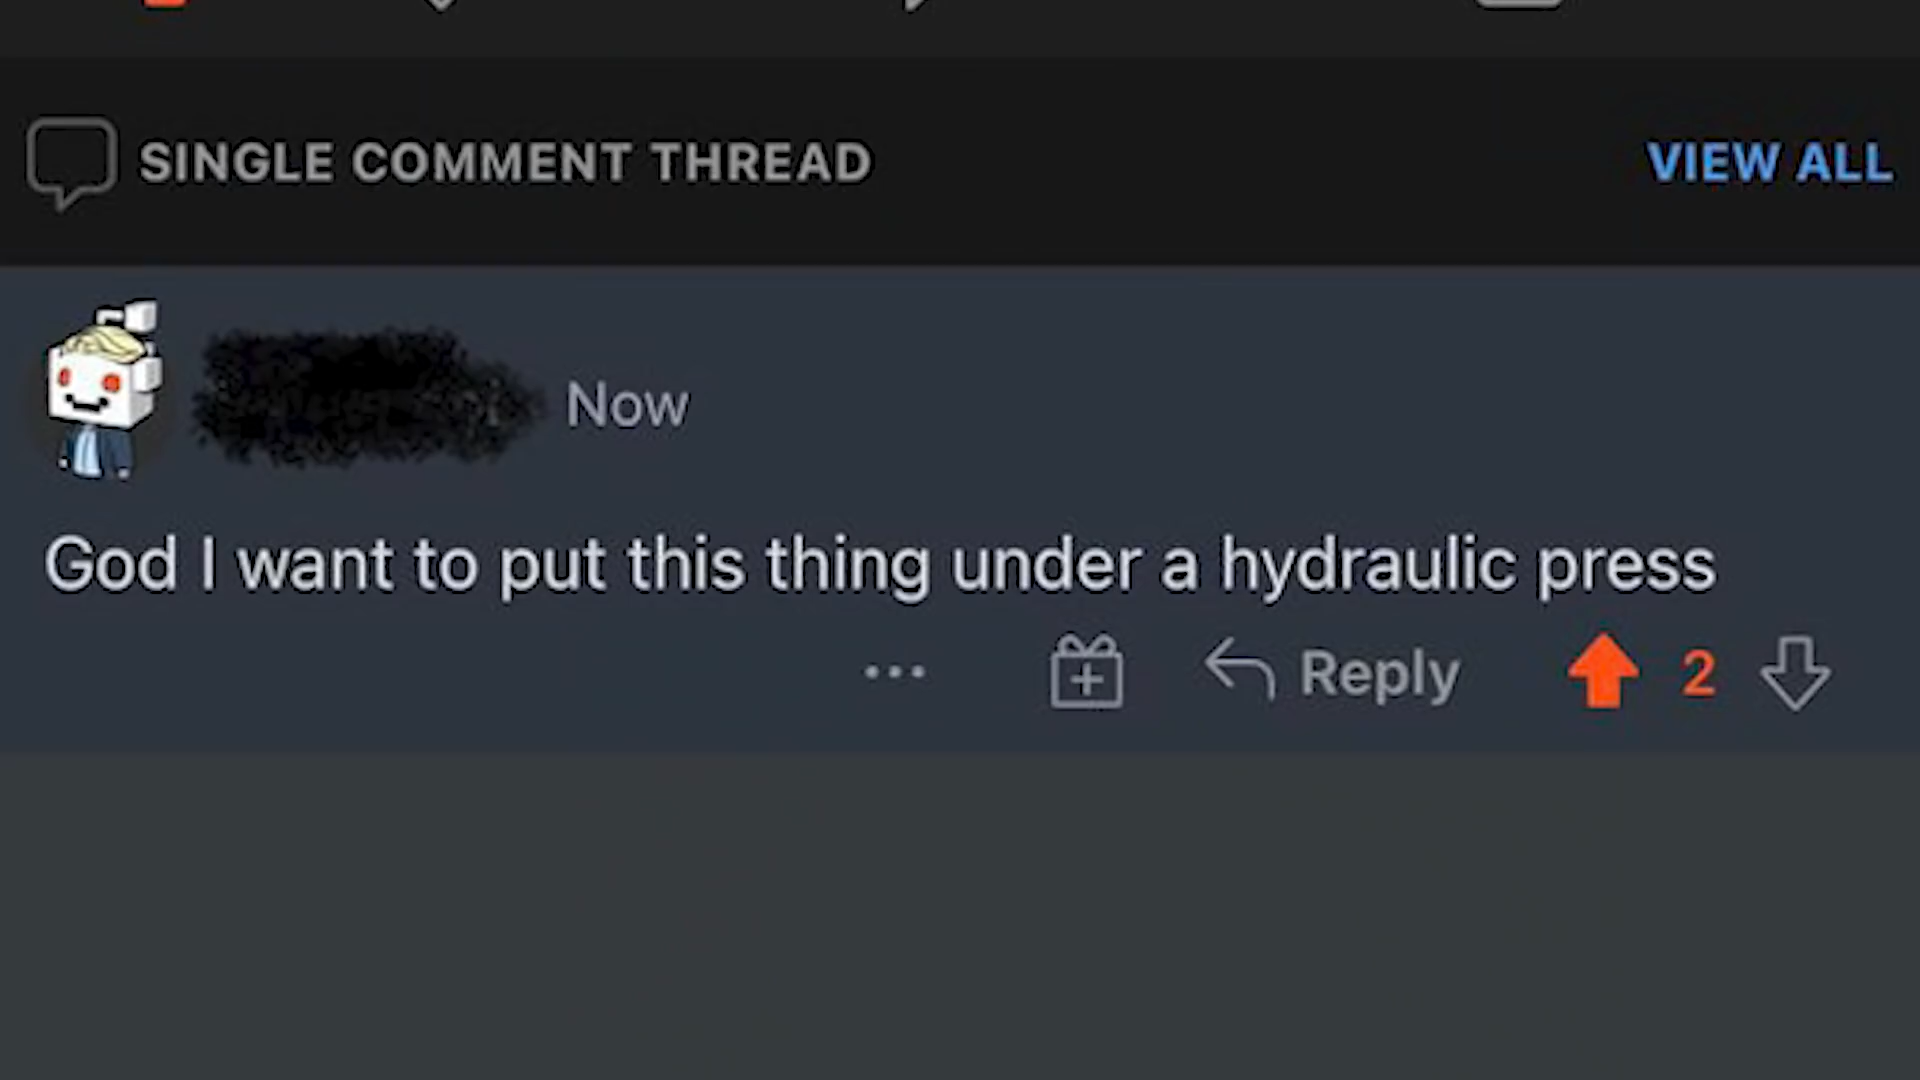 SINGLE COMMENT THREAD VIEW ALL
Now
God I want to put this thing under a hydraulic press
... Reply 2